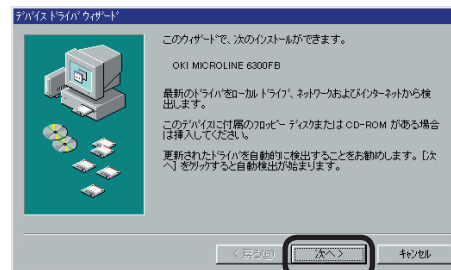 ﾃﾞﾊﾞｲｽ ﾄﾞﾗｲﾊﾞ ｳｨｻﾞｰﾄﾞ
このｳｨｻﾞｰﾄﾞで、次のｲﾝｽﾄｰﾙができます。
OKI MICROLINE 6300FB
最新のﾄﾞﾗｲﾊﾞをﾛｰｶﾙ ﾄﾞﾗｲﾌﾞ、ﾈｯﾄﾜｰｸおよびｲﾝﾀｰﾈｯﾄから検
出します。
このﾃﾞﾊﾞｲｽに付属のﾌﾛｯﾋﾟｰ ﾃﾞｨｽｸまたは CD-ROM がある場合
は挿入してください。
更新されたﾄﾞﾗｲﾊﾞを自動的に検出することをお勧めします。[次
へ] をｸﾘｯｸすると自動検出が始まります。
< 戻る(B)
次へ >
ｷｬﾝｾﾙ